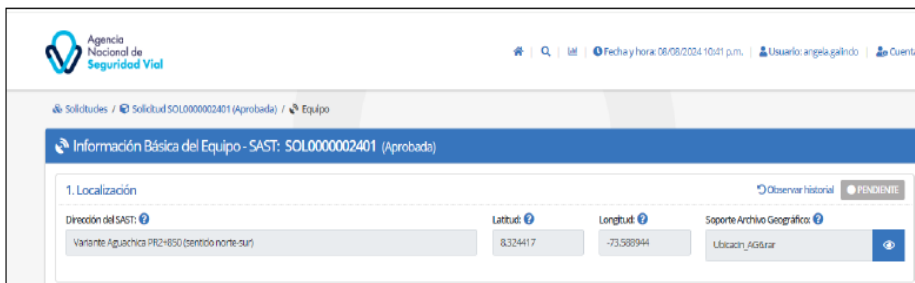 Agencia
Nacional de
Seguridad Vial
Fecha y hora: 08/08/2024 10:41 p.m. | Usuario: angela.galindo | Cuenta
Solicitudes / Solicitud SOL0000002401 (Aprobada) / Equipo
Información Básica del Equipo - SAST: SOL0000002401 (Aprobada)
1. Localización
Observar historial PENDIENTE
Dirección del SAST: Latitud: Longitud: Soporte Archivo Geográfico:
Variante Aguachica PR2+850 (sentido norte-sur) 8.324417 -73.588944